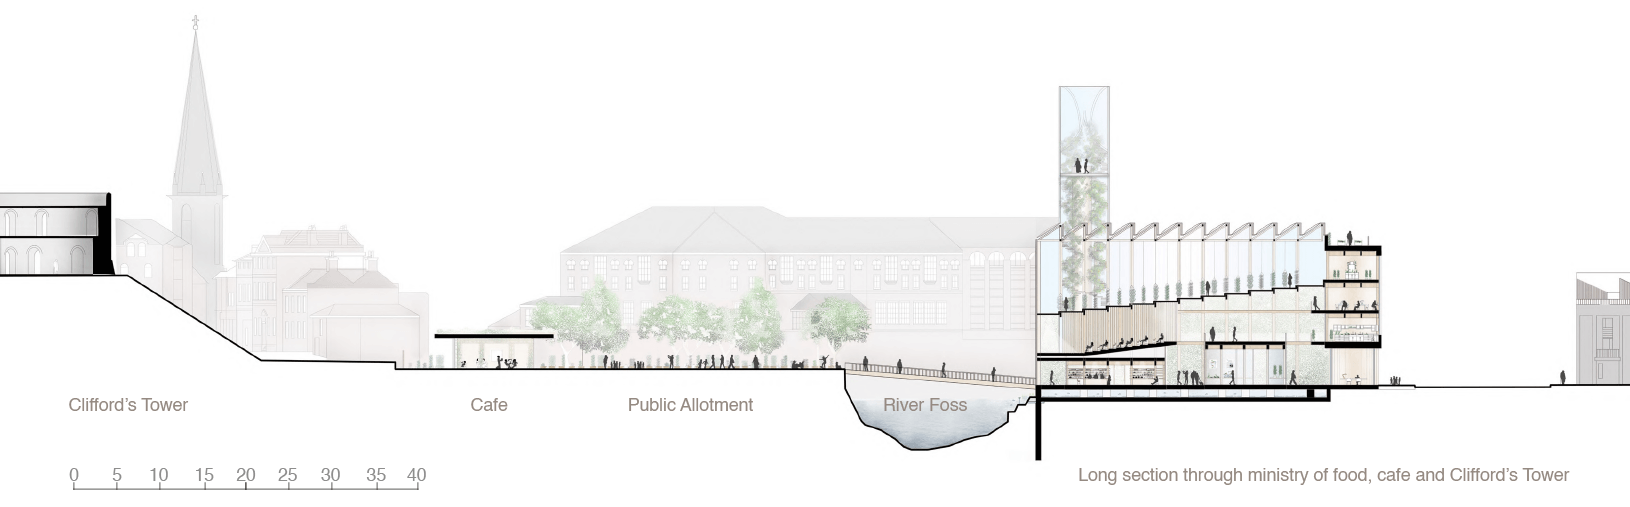 Clifford's Tower
Cafe
Public Allotment
River Foss
0 5 10 15 20 25 30 35 40
Long section through ministry of food, cafe and Clifford's Tower